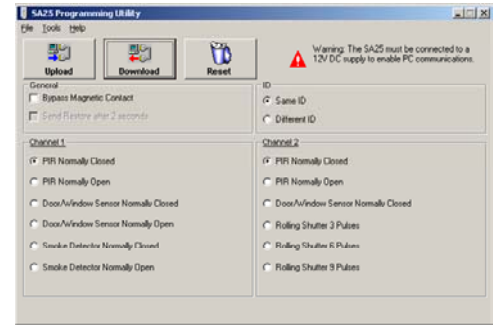 SA25 Programming Utility
File Tools Help
Upload Download Reset
Warning: The SA25 must be connected to a
12V DC supply to enable PC communications.
General
Bypass Magnetic Contact
Send Restore after 2 seconds
ID
Same ID
Different ID
Channel 1
PIR Normally Closed
PIR Normally Open
Door/Window Sensor Normally Closed
Door/Window Sensor Normally Open
Smoke Detector Normally Closed
Smoke Detector Normally Open
Channel 2
PIR Normally Closed
PIR Normally Open
Door/Window Sensor Normally Closed
Rolling Shutter 3 Pulses
Rolling Shutter 6 Pulses
Rolling Shutter 9 Pulses